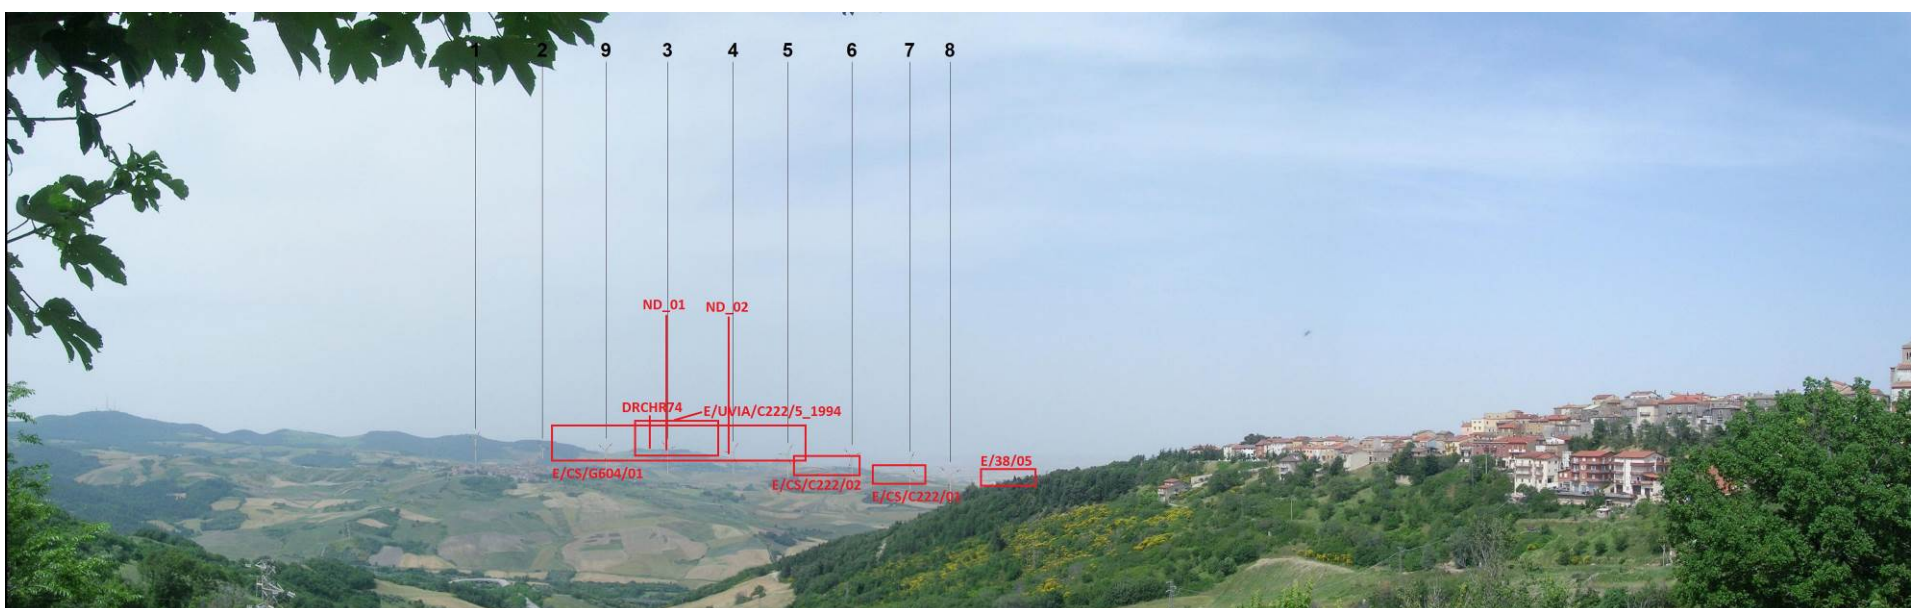 1 2 9 3 4 5 6 7 8
ND_01 ND_02
DRCHR74 E/UVIA/C222/5_1994
E/CS/G604/01 E/CS/C222/02 E/CS/C222/01 E/38/05